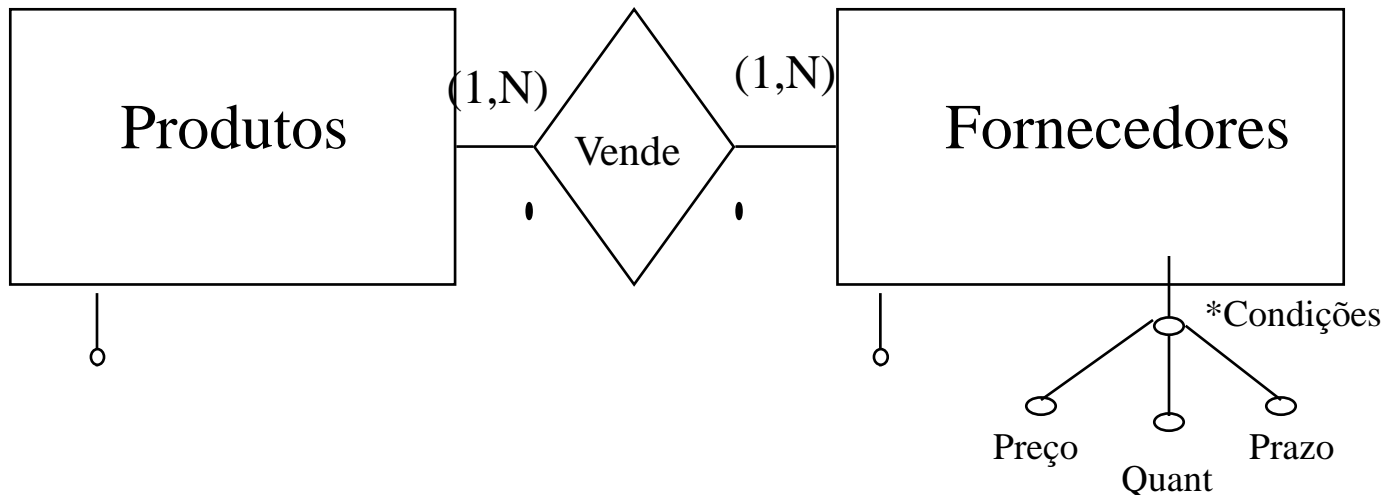 (1,N)
(1,N)
Produtos
Vende
Fornecedores
*Condições
Preço
Prazo
Quant